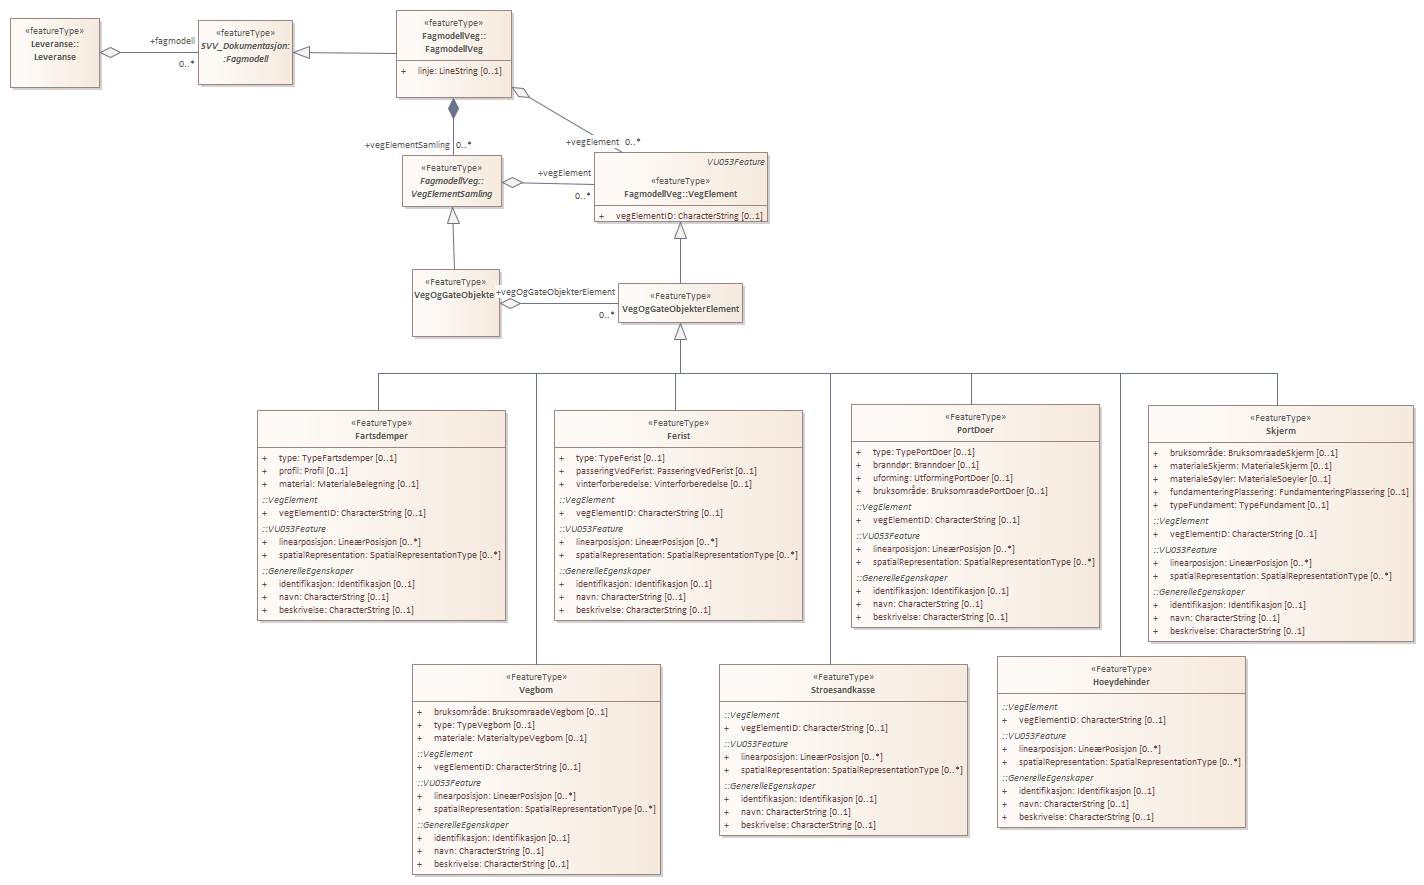 «featureType»
Leveranse::
Leveranse
+fagmodell
0..*
«featureType»
SVV_Dokumentasjon:
:Fagmodell
«featureType»
FagmodellVeg::
FagmodellVeg
+ linje: LineString [0..1]
+vegElementSamling 0..*
+vegElement 0..*
«FeatureType»
FagmodellVeg::
VegElementSamling
+vegElement
0..*
VU053Feature
«featureType»
FagmodellVeg::VegElement
+ vegElementID: CharacterString [0..1]
«FeatureType»
VegOgGateObjekte
+vegOgGateObjekterElement
0..*
«FeatureType»
VegOgGateObjekterElement
«FeatureType»
Fartsdemper
+ type: TypeFartsdemper [0..1]
+ profil: Profil [0..1]
+ material: MaterialeBelegning [0..1]
::VegElement
+ vegElementID: CharacterString [0..1]
::VU053Feature
+ linearposisjon: LineærPosisjon [0..*]
+ spatialRepresentation: SpatialRepresentationType [0..*]
::GenerelleEgenskaper
+ identifikasjon: Identifikasjon [0..1]
+ navn: CharacterString [0..1]
+ beskrivelse: CharacterString [0..1]
«FeatureType»
Ferist
+ type: TypeFerist [0..1]
+ passeringVedFerist: PasseringVedFerist [0..1]
+ vinterforberedelse: Vinterforberedelse [0..1]
::VegElement
+ vegElementID: CharacterString [0..1]
::VU053Feature
+ linearposisjon: LineærPosisjon [0..*]
+ spatialRepresentation: SpatialRepresentationType [0..*]
::GenerelleEgenskaper
+ identifikasjon: Identifikasjon [0..1]
+ navn: CharacterString [0..1]
+ beskrivelse: CharacterString [0..1]
«FeatureType»
PortDoer
+ type: TypePortDoer [0..1]
+ branndør: Branndoer [0..1]
+ uforming: UtformingPortDoer [0..1]
+ bruksområde: BruksomraadePortDoer [0..1]
::VegElement
+ vegElementID: CharacterString [0..1]
::VU053Feature
+ linearposisjon: LineærPosisjon [0..*]
+ spatialRepresentation: SpatialRepresentationType [0..*]
::GenerelleEgenskaper
+ identifikasjon: Identifikasjon [0..1]
+ navn: CharacterString [0..1]
+ beskrivelse: CharacterString [0..1]
«FeatureType»
Skjerm
+ bruksområde: BruksomraadeSkjerm [0..1]
+ materialeSkjerm: MaterialeSkjerm [0..1]
+ materialeSøyler: MaterialeSoeyler [0..1]
+ fundamenteringPlassering: FundamenteringPlassering [0..1]
+ typeFundament: TypeFundament [0..1]
::VegElement
+ vegElementID: CharacterString [0..1]
::VU053Feature
+ linearposisjon: LineærPosisjon [0..*]
+ spatialRepresentation: SpatialRepresentationType [0..*]
::GenerelleEgenskaper
+ identifikasjon: Identifikasjon [0..1]
+ navn: CharacterString [0..1]
+ beskrivelse: CharacterString [0..1]
«FeatureType»
Vegbom
+ bruksområde: BruksomraadeVegbom [0..1]
+ type: TypeVegbom [0..1]
+ materiale: MaterialtypeVegbom [0..1]
::VegElement
+ vegElementID: CharacterString [0..1]
::VU053Feature
+ linearposisjon: LineærPosisjon [0..*]
+ spatialRepresentation: SpatialRepresentationType [0..*]
::GenerelleEgenskaper
+ identifikasjon: Identifikasjon [0..1]
+ navn: CharacterString [0..1]
+ beskrivelse: CharacterString [0..1]
«FeatureType»
Stroesandkasse
::VegElement
+ vegElementID: CharacterString [0..1]
::VU053Feature
+ linearposisjon: LineærPosisjon [0..*]
+ spatialRepresentation: SpatialRepresentationType [0..*]
::GenerelleEgenskaper
+ identifikasjon: Identifikasjon [0..1]
+ navn: CharacterString [0..1]
+ beskrivelse: CharacterString [0..1]
«FeatureType»
Hoeydehinder
::VegElement
+ vegElementID: CharacterString [0..1]
::VU053Feature
+ linearposisjon: LineærPosisjon [0..*]
+ spatialRepresentation: SpatialRepresentationType [0..*]
::GenerelleEgenskaper
+ identifikasjon: Identifikasjon [0..1]
+ navn: CharacterString [0..1]
+ beskrivelse: CharacterString [0..1]